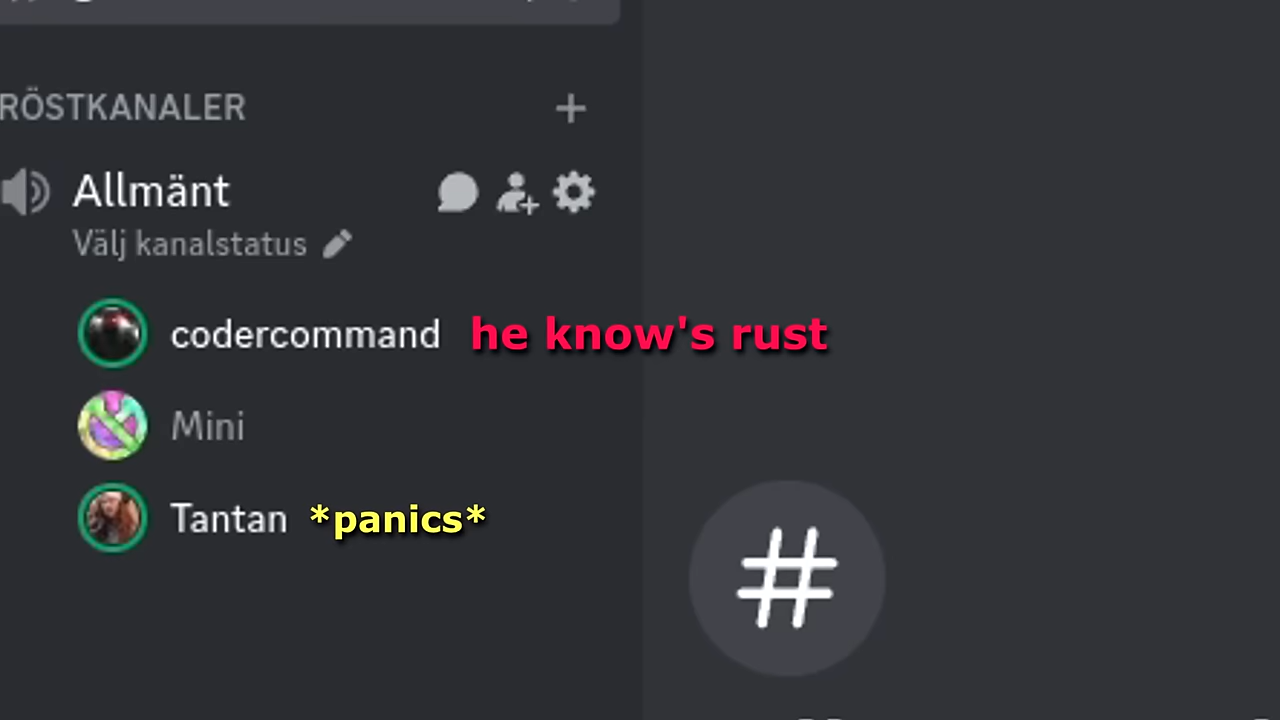 RÖSTKANALER
Allmänt
Välj kanalstatus
codercommand he know's rust
Mini
Tantan *panics*